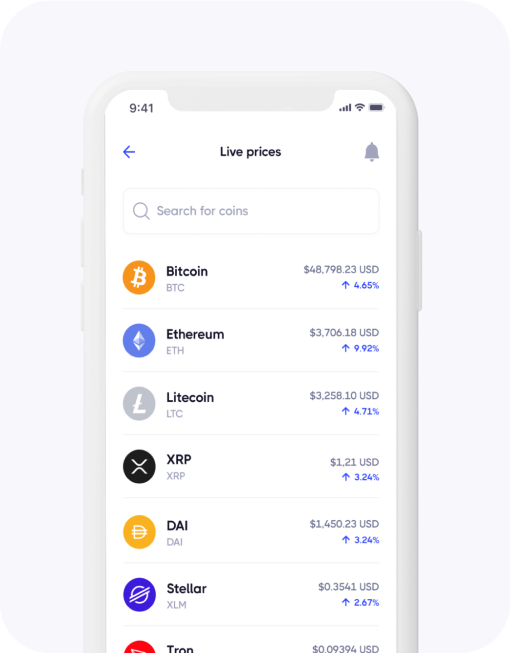 9:41
Live prices
Search for coins
Bitcoin
$48,798.23 USD
BTC
4.65%
Ethereum
$3,706.18 USD
ETH
9.92%
Litecoin
$3,258.10 USD
LTC
4.71%
XRP
$1,21 USD
XRP
3.24%
DAI
$1,450.23 USD
DAI
3.24%
Stellar
$0.3541 USD
XLM
2.67%
Tron
$0.09394 USD